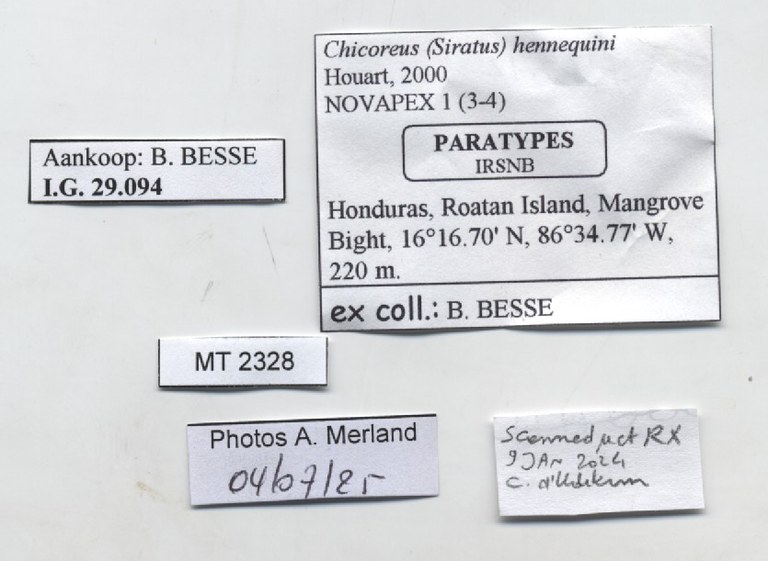 Chicoreus (Siratus) hennequini
Houart, 2000
NOVAPEX 1 (3-4)
PARATYPES
IRSNB
Honduras, Roatan Island, Mangrove
Bight, 16°16.70' N, 86°34.77' W,
220 m.
ex coll.: B. BESSE
Aankoop: B. BESSE
I.G. 29.094
MT 2328
Photos A. Merland
04/07/25
Scanned µct RX
9 JAN 2024
C.